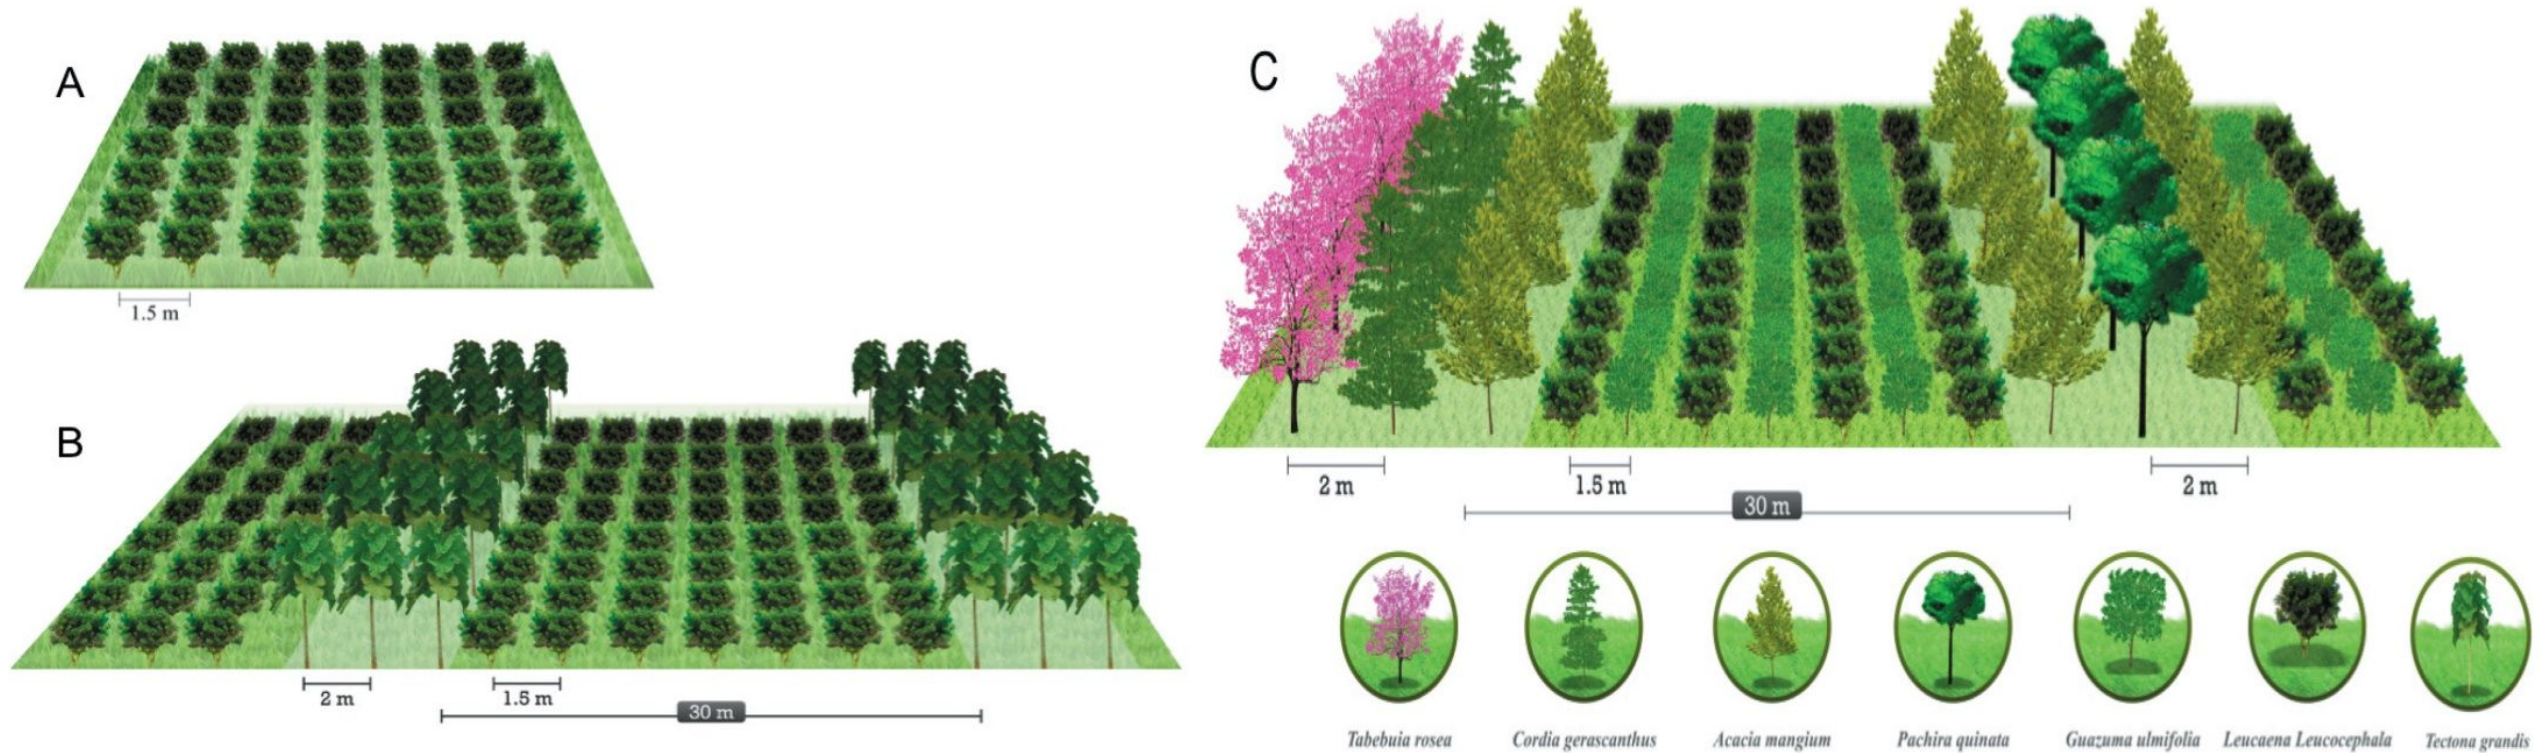 A
1.5 m
B
2 m
1.5 m
30 m
C
2 m
1.5 m
2 m
30 m
Tabebuia rosea
Cordia gerascanthus
Acacia mangium
Pachira quinata
Guazuma ulmifolia
Leucaena Leucocephala
Tectona grandis